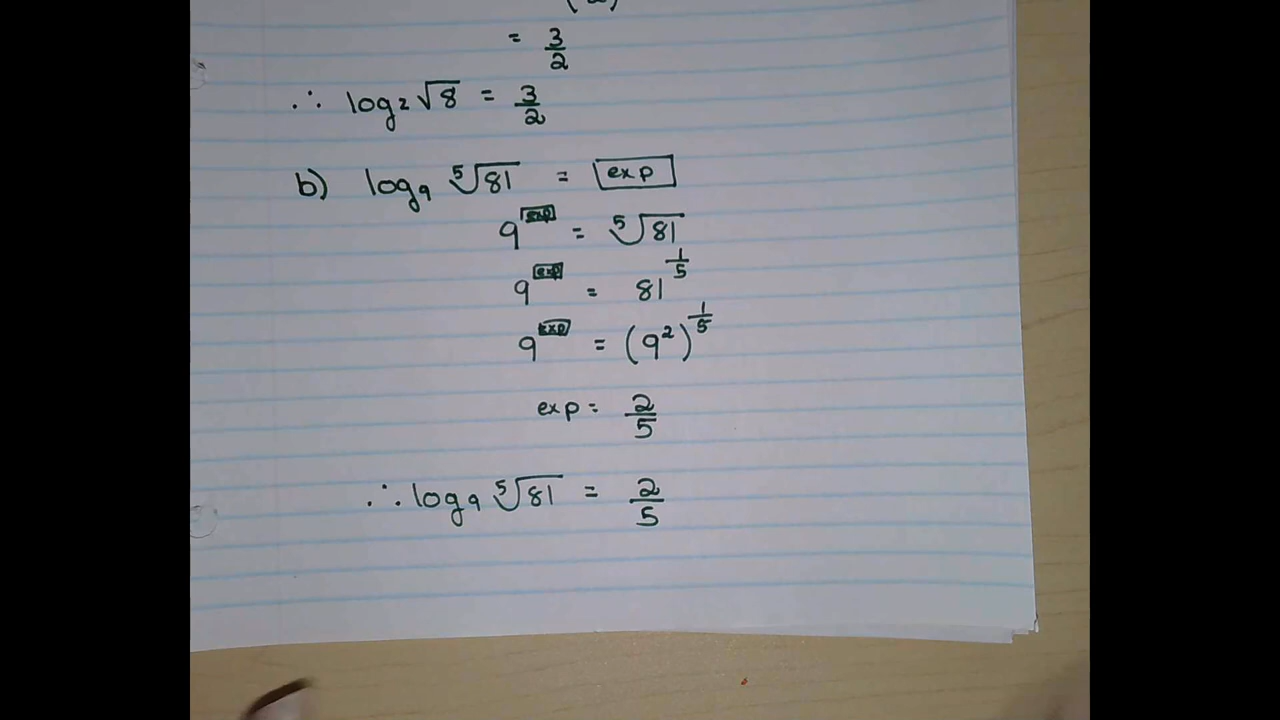 = 3/2
∴ log₂ √8 = 3/2
b) log₉ ⁵√81 = exp
9^exp = ⁵√81
9^exp = 81^(1/5)
9^exp = (9²)^(1/5)
exp = 2/5
∴ log₉ ⁵√81 = 2/5